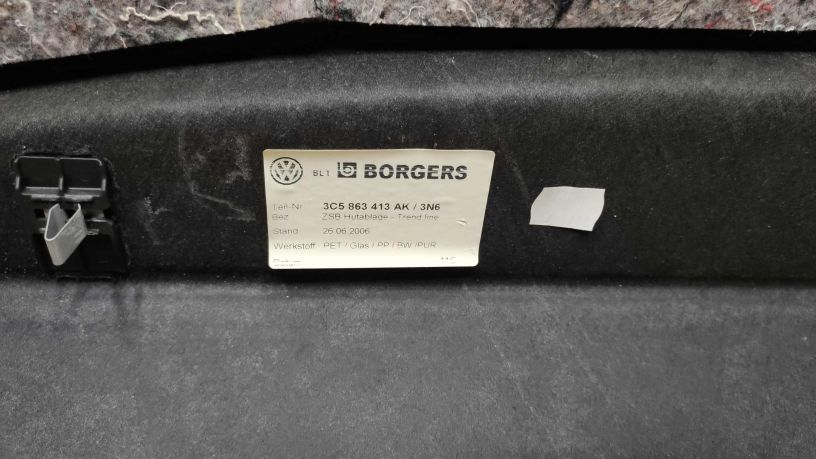 BL1 BORGERS
Teil-Nr. 3C5 863 413 AK / 3N6
Bez. ZSB Hutablage - Trend line
Stand 26.06.2006
Werkstoff PET / Glas / PP / BW /PUR
Datum